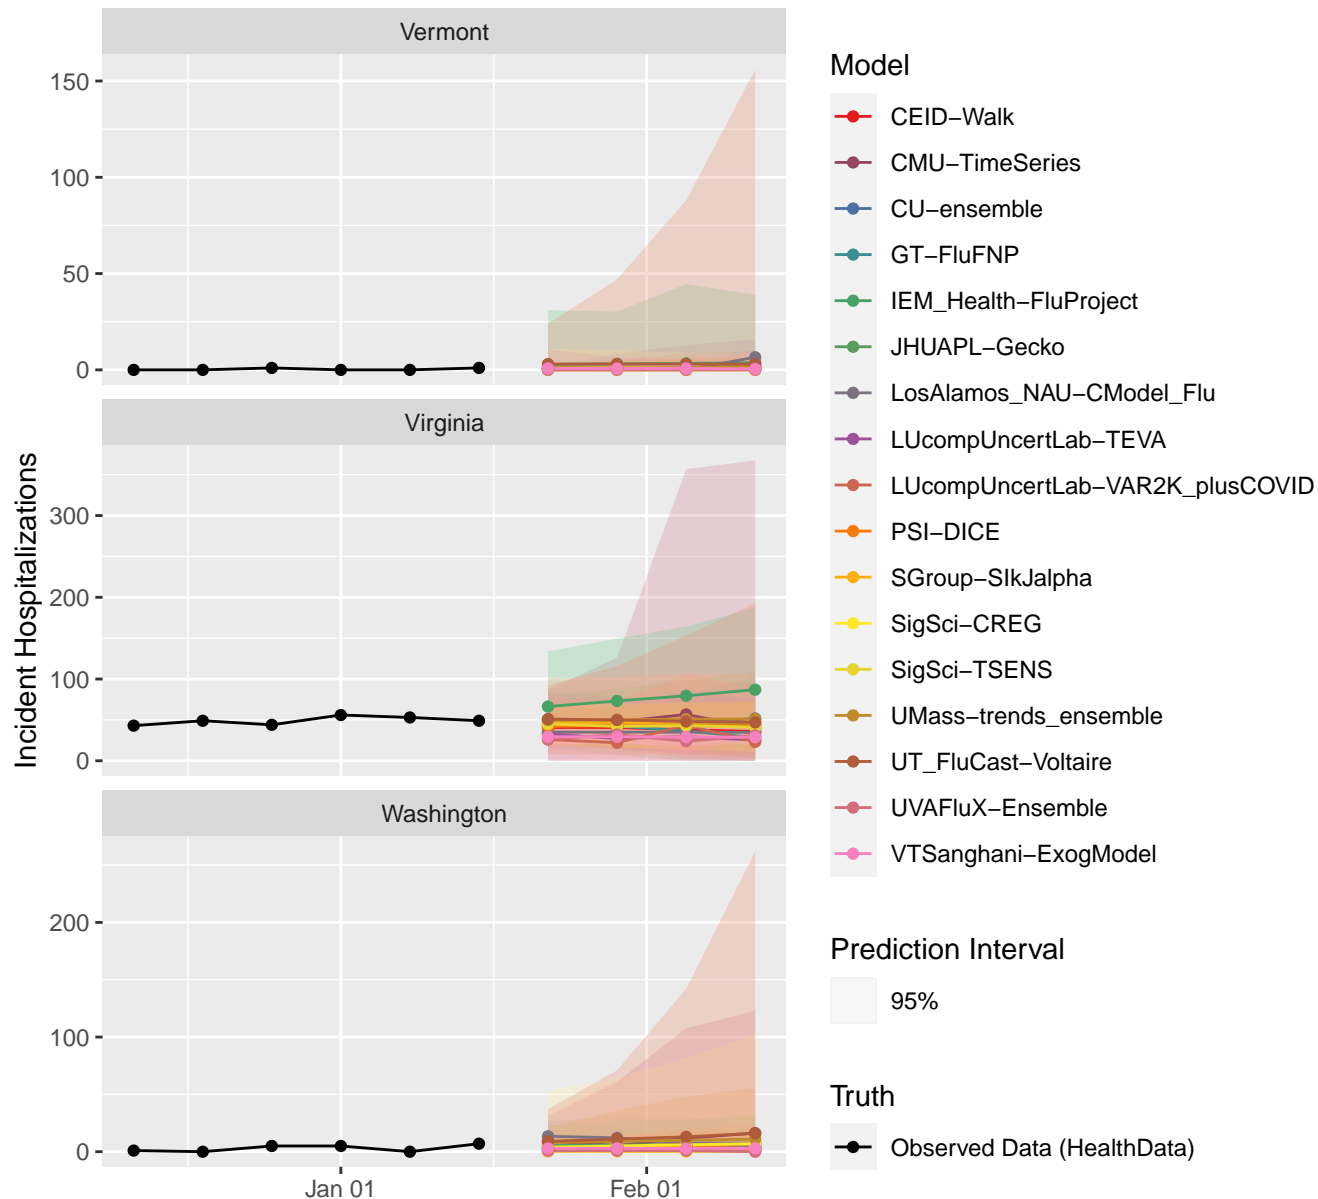 Vermont
150
100
50
0
Virginia
300
200
100
0
Washington
200
100
0
Jan 01
Feb 01
Incident Hospitalizations
Model
CEID−Walk
CMU−TimeSeries
CU−ensemble
GT−FluFNP
IEM_Health−FluProject
JHUAPL−Gecko
LosAlamos_NAU−CModel_Flu
LUcompUncertLab−TEVA
LUcompUncertLab−VAR2K_plusCOVID
PSI−DICE
SGroup−SIkJalpha
SigSci−CREG
SigSci−TSENS
UMass−trends_ensemble
UT_FluCast−Voltaire
UVAFluX−Ensemble
VTSanghani−ExogModel
Prediction Interval
95%
Truth
Observed Data (HealthData)